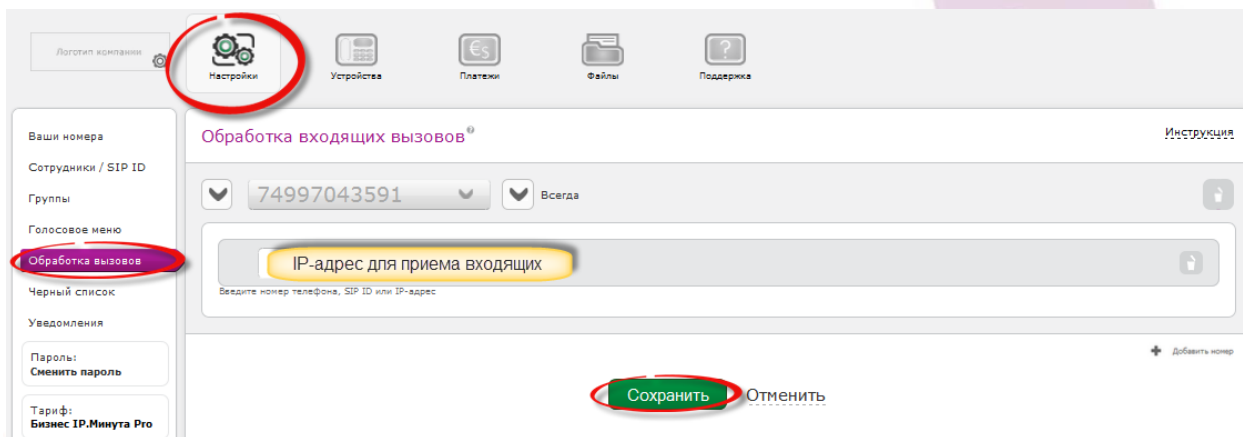 Логотип компании
Настройки
Устройства
Платежи
Файлы
Поддержка
Ваши номера
Сотрудники / SIP ID
Группы
Голосовое меню
Обработка вызовов
Черный список
Уведомления
Пароль:
Сменить пароль
Тариф:
Бизнес IP.Минута Pro
Обработка входящих вызовов
Инструкция
74997043591
Всегда
IP-адрес для приема входящих
Введите номер телефона, SIP ID или IP-адрес
Добавить номер
Сохранить Отменить